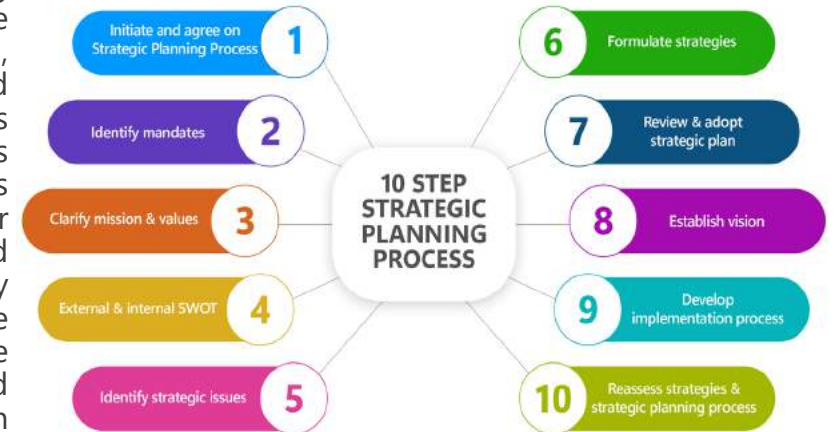 Initiate and agree on
Strategic Planning Process
1
Identify mandates
2
Clarify mission & values
3
External & internal SWOT
4
Identify strategic issues
5
10 STEP
STRATEGIC
PLANNING
PROCESS
6
Formulate strategies
7
Review & adopt
strategic plan
8
Establish vision
9
Develop
implementation process
10
Reassess strategies &
strategic planning process